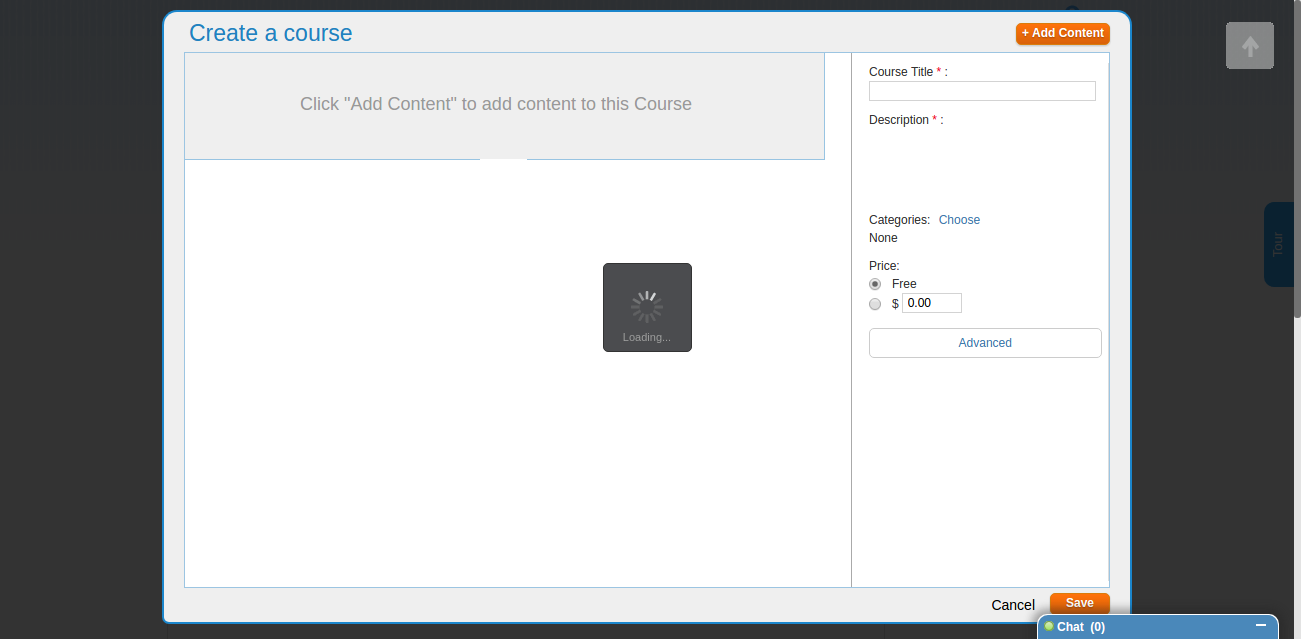 Create a course
+ Add Content
Click "Add Content" to add content to this Course
Course Title * :
Description * :
Categories: Choose
None
Price:
Free
$ 0.00
Advanced
Loading...
Tour
Cancel
Save
Chat (0)